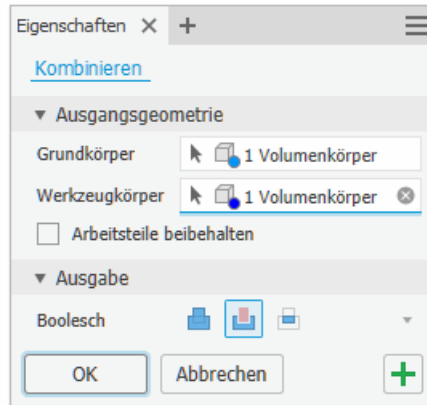 Eigenschaften
Kombinieren
Ausgangsgeometrie
Grundkörper 1 Volumenkörper
Werkzeugkörper 1 Volumenkörper
Arbeitsteile beibehalten
Ausgabe
Boolesch
OK Abbrechen